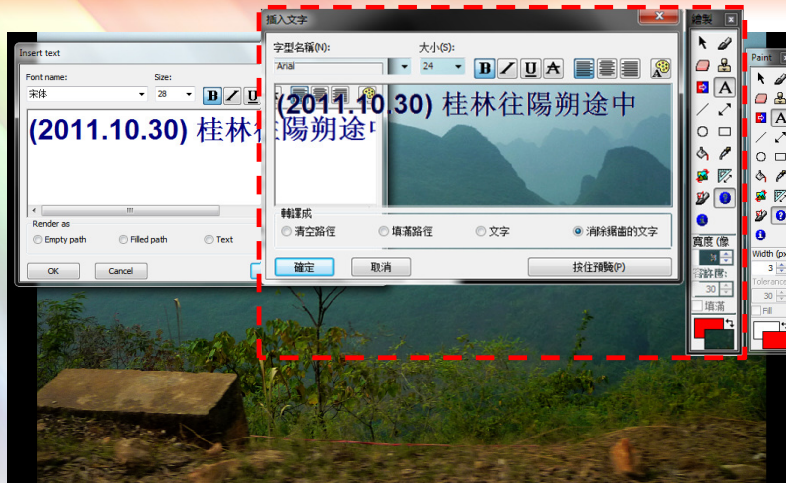 插入文字
繪製
Insert text
Paint
字型名稱(N):
大小(S):
Font name:
Size:
Arial
24
B
U
A
宋体
28
B
U
(2011.10.30) 桂林往陽朔途中
(2011.10.30) 桂林往陽朔途中
Render as
Empty path
Filled path
Text
OK
Cancel
轉譯成
清空路徑
填滿路徑
文字
消除鋸齒的文字
確定
取消
按住預覽(P)
寬度 (像
30
填滿
Width (px
3
Tolerance
30
Fill